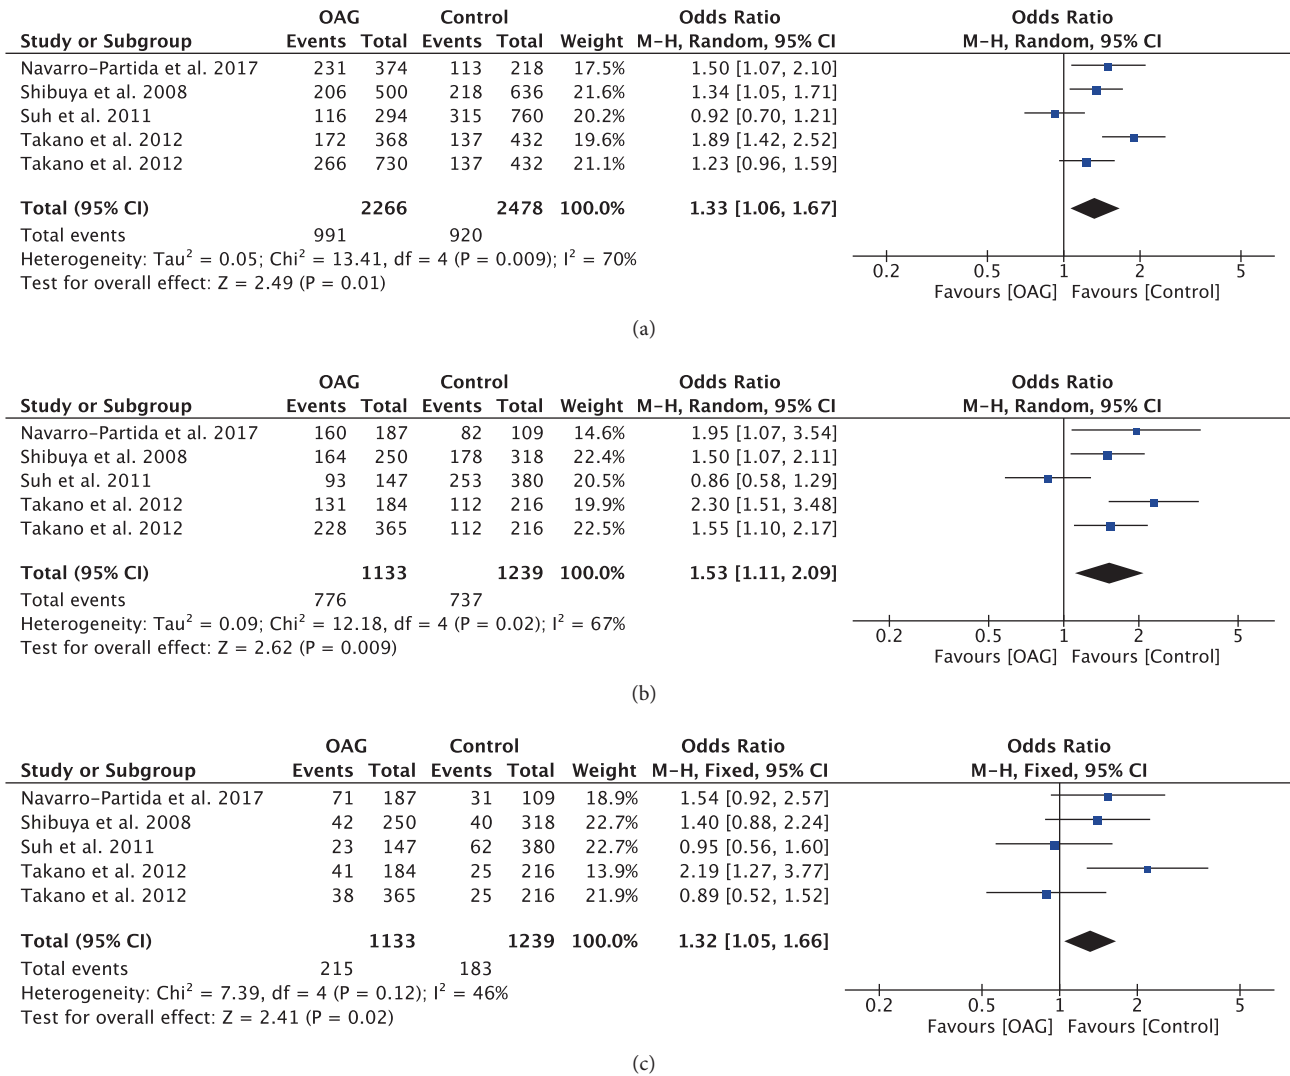 OAG Control Odds Ratio Odds Ratio
Study or Subgroup Events Total Events Total Weight M–H, Random, 95% CI M–H, Random, 95% CI
Navarro–Partida et al. 2017 231 374 113 218 17.5% 1.50 [1.07, 2.10]
Shibuya et al. 2008 206 500 218 636 21.6% 1.34 [1.05, 1.71]
Suh et al. 2011 116 294 315 760 20.2% 0.92 [0.70, 1.21]
Takano et al. 2012 172 368 137 432 19.6% 1.89 [1.42, 2.52]
Takano et al. 2012 266 730 137 432 21.1% 1.23 [0.96, 1.59]
Total (95% CI) 2266 2478 100.0% 1.33 [1.06, 1.67]
Total events 991 920
Heterogeneity: Tau² = 0.05; Chi² = 13.41, df = 4 (P = 0.009); I² = 70%
Test for overall effect: Z = 2.49 (P = 0.01)
0.2 0.5 1 2 5
Favours [OAG] Favours [Control]
(a)
OAG Control Odds Ratio Odds Ratio
Study or Subgroup Events Total Events Total Weight M–H, Random, 95% CI M–H, Random, 95% CI
Navarro–Partida et al. 2017 160 187 82 109 14.6% 1.95 [1.07, 3.54]
Shibuya et al. 2008 164 250 178 318 22.4% 1.50 [1.07, 2.11]
Suh et al. 2011 93 147 253 380 20.5% 0.86 [0.58, 1.29]
Takano et al. 2012 131 184 112 216 19.9% 2.30 [1.51, 3.48]
Takano et al. 2012 228 365 112 216 22.5% 1.55 [1.10, 2.17]
Total (95% CI) 1133 1239 100.0% 1.53 [1.11, 2.09]
Total events 776 737
Heterogeneity: Tau² = 0.09; Chi² = 12.18, df = 4 (P = 0.02); I² = 67%
Test for overall effect: Z = 2.62 (P = 0.009)
0.2 0.5 1 2 5
Favours [OAG] Favours [Control]
(b)
OAG Control Odds Ratio Odds Ratio
Study or Subgroup Events Total Events Total Weight M–H, Fixed, 95% CI M–H, Fixed, 95% CI
Navarro–Partida et al. 2017 71 187 31 109 18.9% 1.54 [0.92, 2.57]
Shibuya et al. 2008 42 250 40 318 22.7% 1.40 [0.88, 2.24]
Suh et al. 2011 23 147 62 380 22.7% 0.95 [0.56, 1.60]
Takano et al. 2012 41 184 25 216 13.9% 2.19 [1.27, 3.77]
Takano et al. 2012 38 365 25 216 21.9% 0.89 [0.52, 1.52]
Total (95% CI) 1133 1239 100.0% 1.32 [1.05, 1.66]
Total events 215 183
Heterogeneity: Chi² = 7.39, df = 4 (P = 0.12); I² = 46%
Test for overall effect: Z = 2.41 (P = 0.02)
0.2 0.5 1 2 5
Favours [OAG] Favours [Control]
(c)